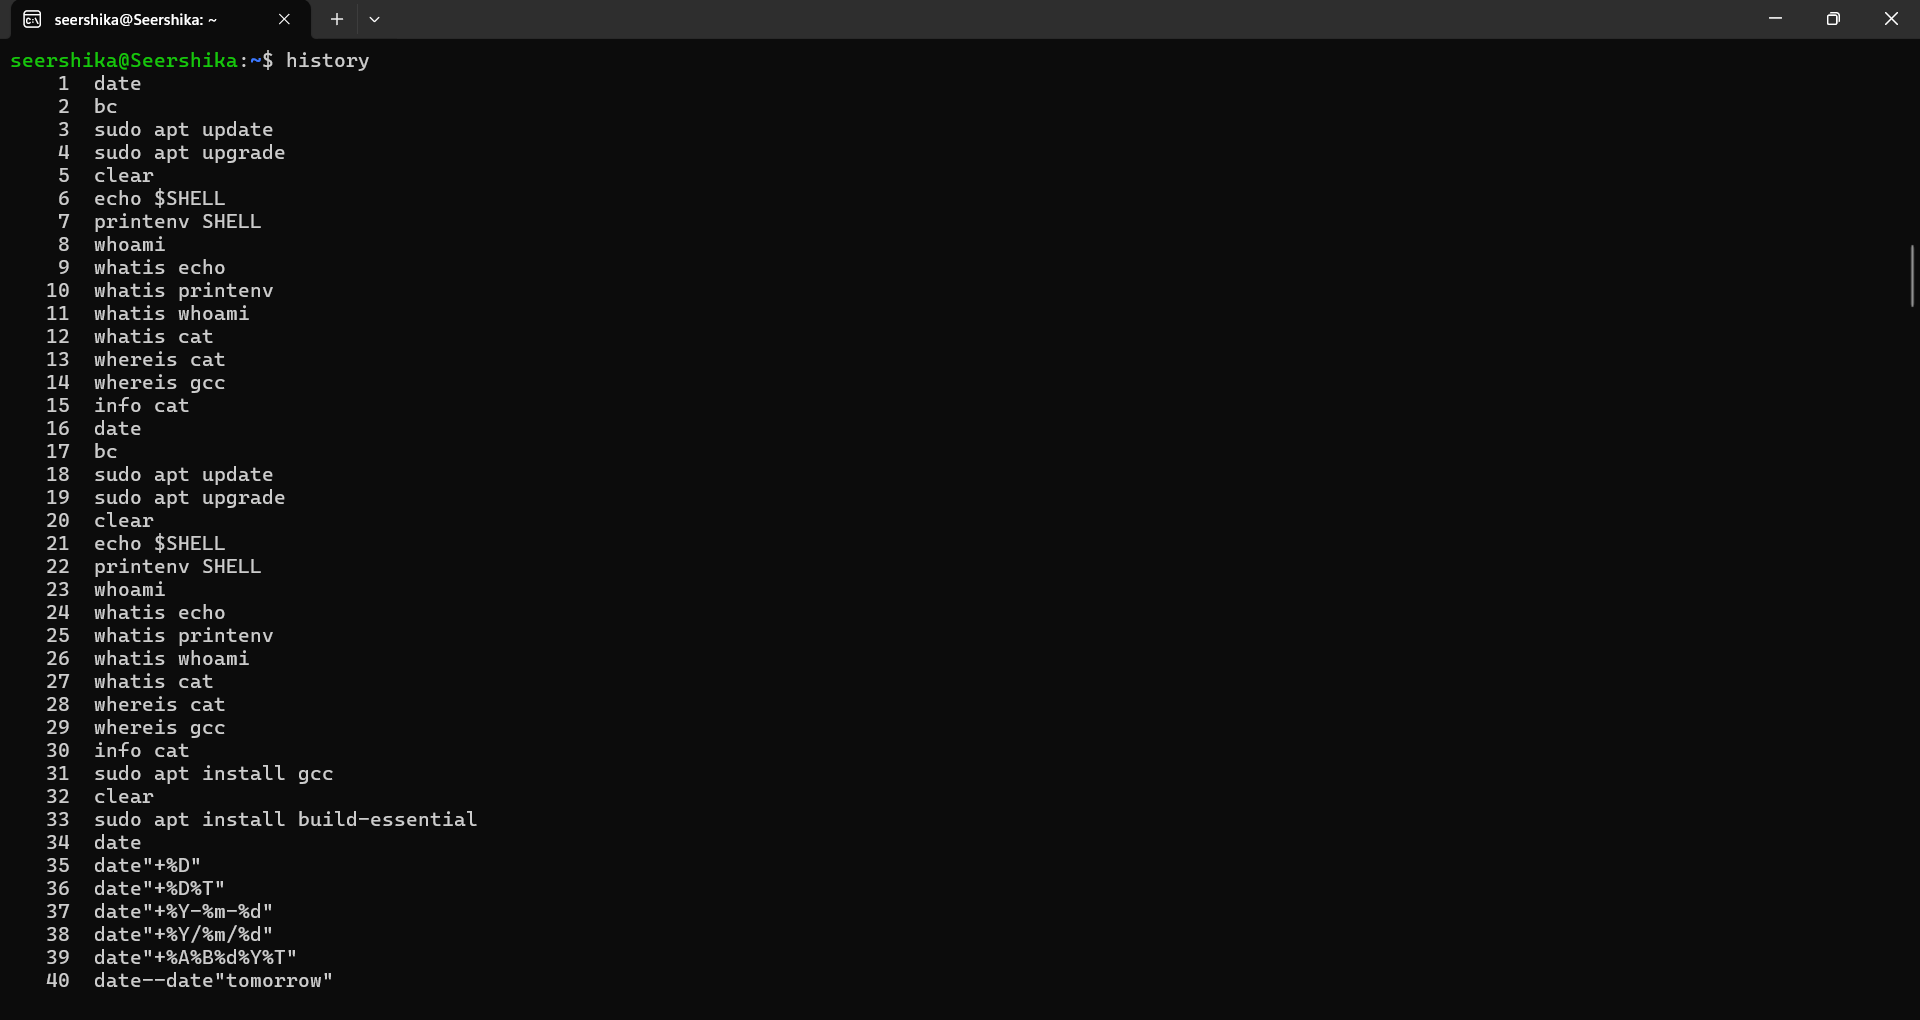 seershika@Seershika: ~
seershika@Seershika:~$ history
1 date
2 bc
3 sudo apt update
4 sudo apt upgrade
5 clear
6 echo $SHELL
7 printenv SHELL
8 whoami
9 whatis echo
10 whatis printenv
11 whatis whoami
12 whatis cat
13 whereis cat
14 whereis gcc
15 info cat
16 date
17 bc
18 sudo apt update
19 sudo apt upgrade
20 clear
21 echo $SHELL
22 printenv SHELL
23 whoami
24 whatis echo
25 whatis printenv
26 whatis whoami
27 whatis cat
28 whereis cat
29 whereis gcc
30 info cat
31 sudo apt install gcc
32 clear
33 sudo apt install build-essential
34 date
35 date"+%D"
36 date"+%D%T"
37 date"+%Y-%m-%d"
38 date"+%Y/%m/%d"
39 date"+%A%B%d%Y%T"
40 date--date"tomorrow"